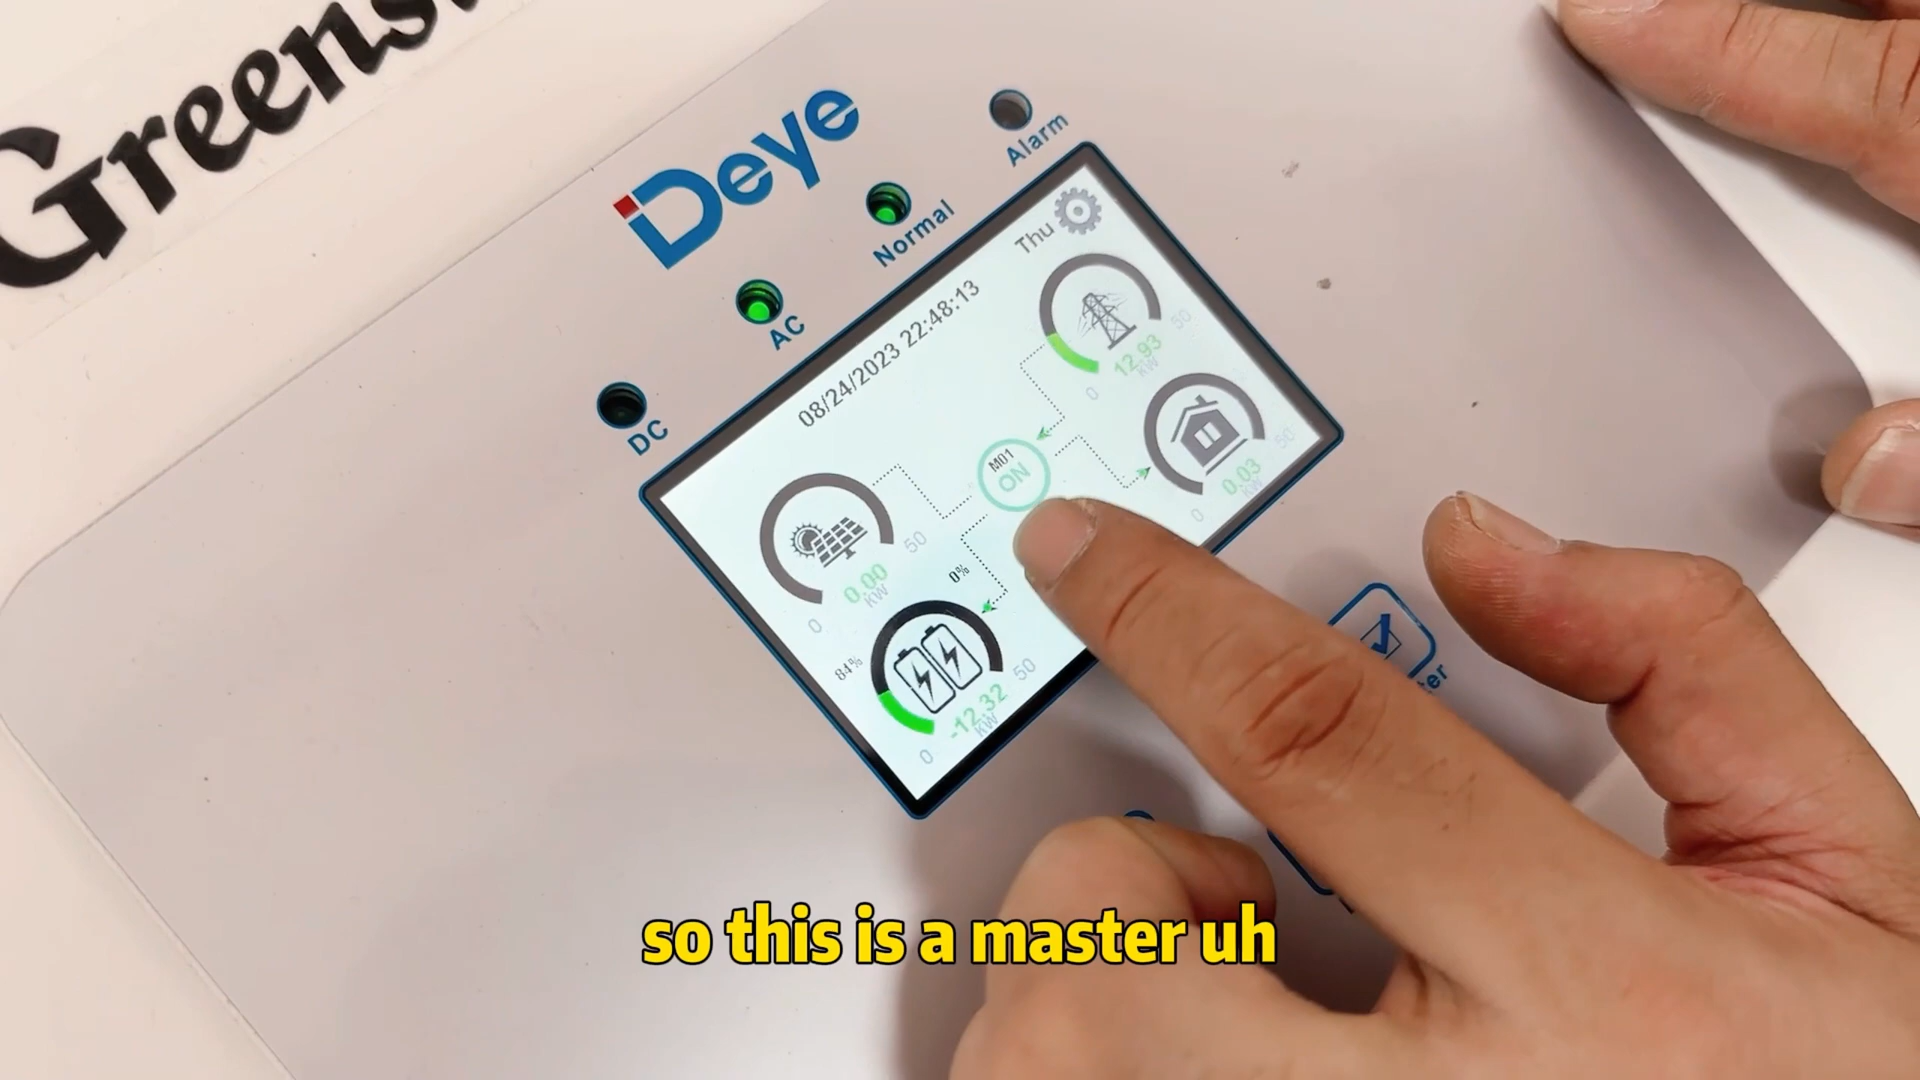 Greens
Deye
Alarm
Normal
AC
DC
Thu
08/24/2023 22:48:13
50
12.93
kW
0
M01
ON
50
0.03
kW
0
50
0.00
kW
0
0%
84%
50
-12.32
kW
0
ter
so this is a master uh